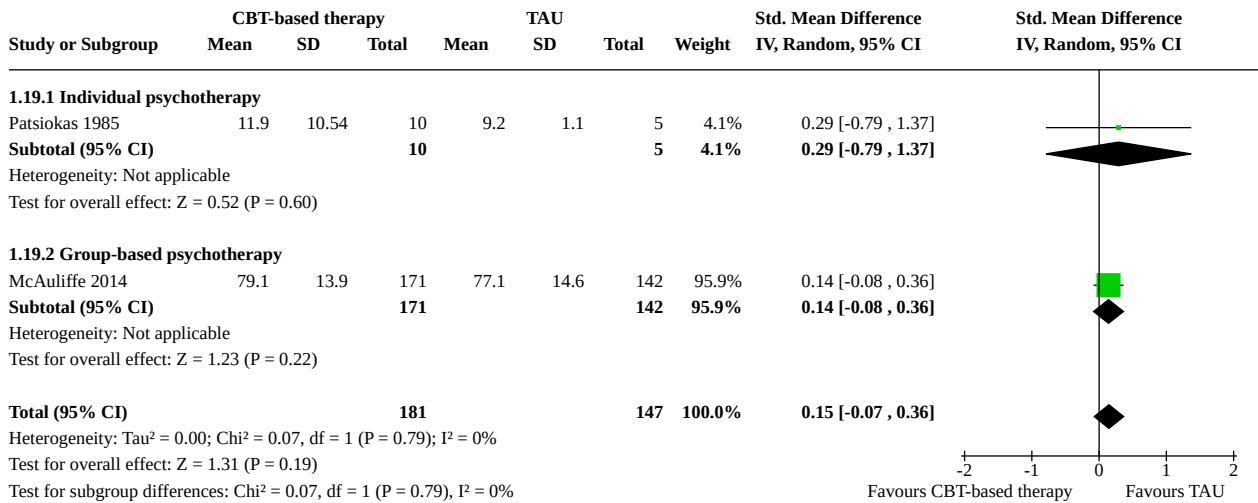 CBT-based therapy TAU Std. Mean Difference Std. Mean Difference
Study or Subgroup Mean SD Total Mean SD Total Weight IV, Random, 95% CI IV, Random, 95% CI
1.19.1 Individual psychotherapy
Patsiokas 1985 11.9 10.54 10 9.2 1.1 5 4.1% 0.29 [-0.79 , 1.37]
Subtotal (95% CI) 10 5 4.1% 0.29 [-0.79 , 1.37]
Heterogeneity: Not applicable
Test for overall effect: Z = 0.52 (P = 0.60)
1.19.2 Group-based psychotherapy
McAuliffe 2014 79.1 13.9 171 77.1 14.6 142 95.9% 0.14 [-0.08 , 0.36]
Subtotal (95% CI) 171 142 95.9% 0.14 [-0.08 , 0.36]
Heterogeneity: Not applicable
Test for overall effect: Z = 1.23 (P = 0.22)
Total (95% CI) 181 147 100.0% 0.15 [-0.07 , 0.36]
Heterogeneity: Tau² = 0.00; Chi² = 0.07, df = 1 (P = 0.79); I² = 0%
Test for overall effect: Z = 1.31 (P = 0.19)
-2 -1 0 1 2
Test for subgroup differences: Chi² = 0.07, df = 1 (P = 0.79), I² = 0% Favours CBT-based therapy Favours TAU